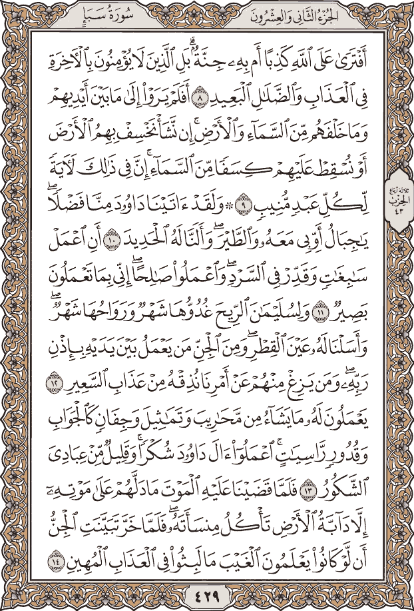 الجزء الثاني والعشرون
سورة سبإ
أَفْتَرَىٰ عَلَى ٱللَّهِ كَذِبًا أَم بِهِۦ جِنَّةٌۢ ۗ بَلِ ٱلَّذِينَ لَا يُؤْمِنُونَ بِٱلْأَخِرَةِ
فِى ٱلْعَذَابِ وَٱلضَّلَٰلِ ٱلْبَعِيدِ ٨ أَفَلَمْ يَرَوْا۟ إِلَىٰ مَا بَيْنَ أَيْدِيهِمْ
وَمَا خَلْفَهُم مِّنَ ٱلسَّمَآءِ وَٱلْأَرْضِ ۚ إِن نَّشَأْ نَخْسِفْ بِهِمُ ٱلْأَرْضَ
أَوْ نُسْقِطْ عَلَيْهِمْ كِسَفًا مِّنَ ٱلسَّمَآءِ ۚ إِنَّ فِى ذَٰلِكَ لَءَايَةً
لِّكُلِّ عَبْدٍ مُّنِيبٍ ٩ ۞ وَلَقَدْ ءَاتَيْنَا دَاوُۥدَ مِنَّا فَضْلًا ۖ
يَٰجِبَالُ أَوِّبِى مَعَهُۥ وَٱلطَّيْرَ ۖ وَأَلَنَّا لَهُ ٱلْحَدِيدَ ١٠ أَنِ ٱعْمَلْ
سَٰبِغَٰتٍ وَقَدِّرْ فِى ٱلسَّرْدِ ۖ وَٱعْمَلُوا۟ صَٰلِحًا ۖ إِنِّى بِمَا تَعْمَلُونَ
بَصِيرٌ ١١ وَلِسُلَيْمَٰنَ ٱلرِّيحَ غُدُوُّهَا شَهْرٌ وَرَوَاحُهَا شَهْرٌ ۖ
وَأَسَلْنَا لَهُۥ عَيْنَ ٱلْقِطْرِ ۖ وَمِنَ ٱلْجِنِّ مَن يَعْمَلُ بَيْنَ يَدَيْهِ بِإِذْنِ
رَبِّهِۦ ۖ وَمَن يَزِغْ مِنْهُمْ عَنْ أَمْرِنَا نُذِقْهُ مِنْ عَذَابِ ٱلسَّعِيرِ ١٢
يَعْمَلُونَ لَهُۥ مَا يَشَآءُ مِن مَّحَٰرِيبَ وَتَمَٰثِيلَ وَجِفَانٍ كَٱلْجَوَابِ
وَقُدُورٍ رَّاسِيَٰتٍ ۚ ٱعْمَلُوٓا۟ ءَالَ دَاوُۥدَ شُكْرًا ۚ وَقَلِيلٌ مِّنْ عِبَادِىَ
ٱلشَّكُورُ ١٣ فَلَمَّا قَضَيْنَا عَلَيْهِ ٱلْمَوْتَ مَا دَلَّهُمْ عَلَىٰ مَوْتِهِۦٓ
إِلَّا دَآبَّةُ ٱلْأَرْضِ تَأْكُلُ مِنسَأَتَهُۥ ۖ فَلَمَّا خَرَّ تَبَيَّنَتِ ٱلْجِنُّ
أَن لَّوْ كَانُوا۟ يَعْلَمُونَ ٱلْغَيْبَ مَا لَبِثُوا۟ فِى ٱلْعَذَابِ ٱلْمُهِينِ ١٤
الحزب
٤٣
٤٢٩